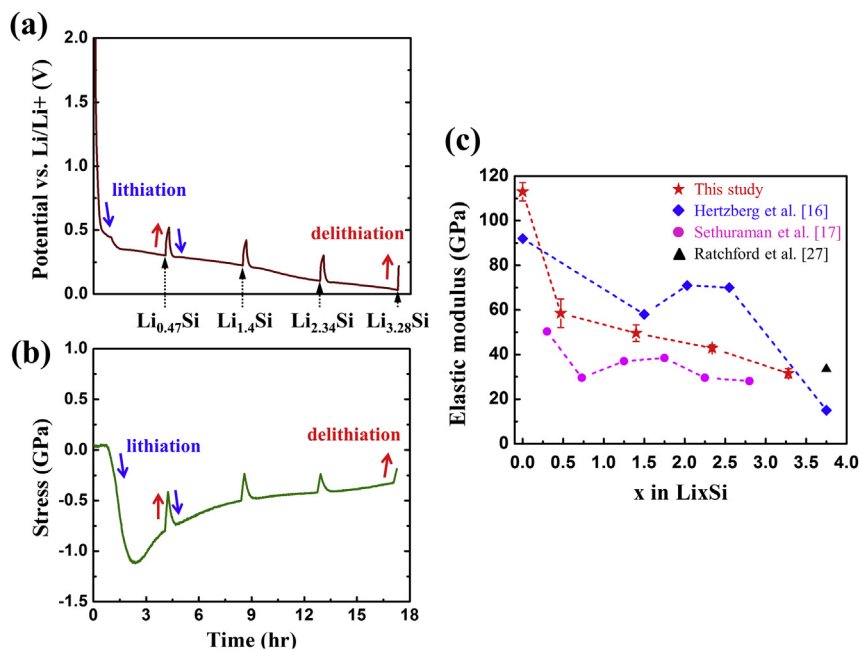 (a)
Potential vs. Li/Li+ (V)
2.0
1.5
1.0
0.5
0.0
lithiation
delithiation
Li0.47Si
Li1.4Si
Li2.34Si
Li3.28Si
(b)
Stress (GPa)
1.0
0.5
0.0
-0.5
-1.0
-1.5
lithiation
delithiation
0
3
6
9
12
15
18
Time (hr)
(c)
Elastic modulus (GPa)
120
100
80
60
40
20
0
This study
Hertzberg et al. [16]
Sethuraman et al. [17]
Ratchford et al. [27]
0.0
0.5
1.0
1.5
2.0
2.5
3.0
3.5
4.0
x in LixSi